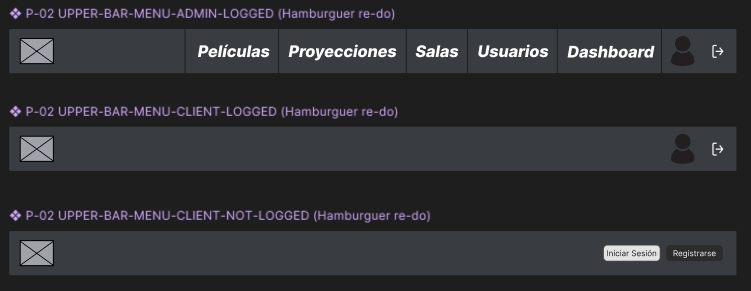 P-02 UPPER-BAR-MENU-ADMIN-LOGGED (Hamburguer re-do)
Películas Proyecciones Salas Usuarios Dashboard
P-02 UPPER-BAR-MENU-CLIENT-LOGGED (Hamburguer re-do)
P-02 UPPER-BAR-MENU-CLIENT-NOT-LOGGED (Hamburguer re-do)
Iniciar Sesión Registrarse